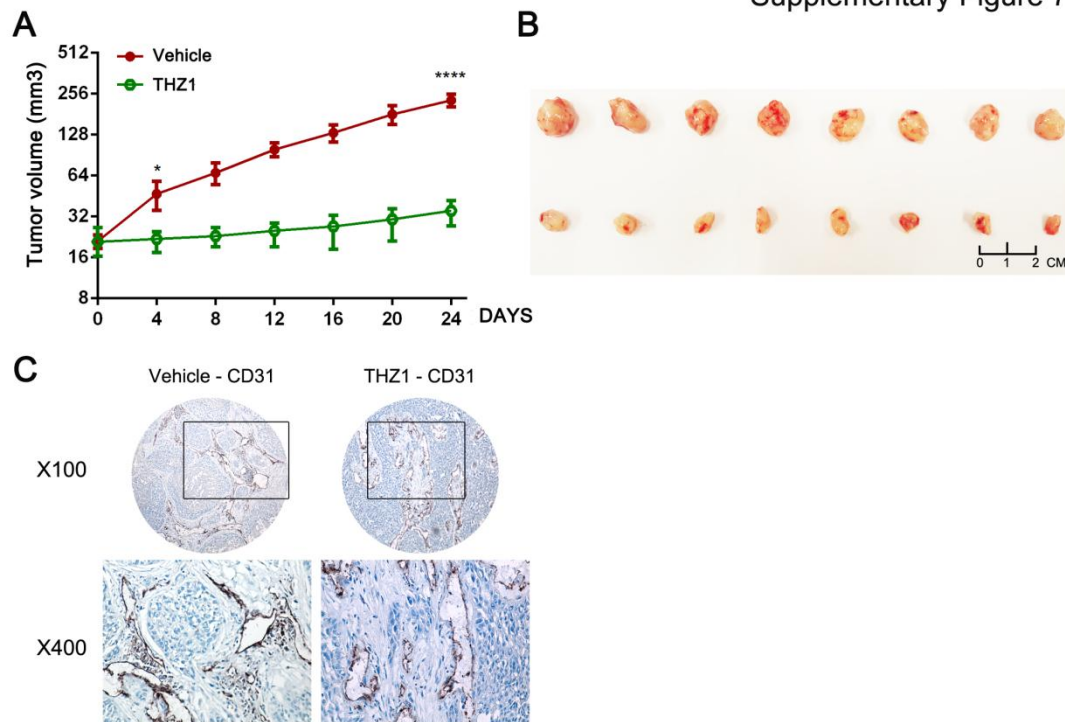 Supplementary Figure 7
A
Vehicle
THZ1
Tumor volume (mm3)
512
256
128
64
32
16
8
*
****
0 4 8 12 16 20 24 DAYS
B
0 1 2 CM
C
Vehicle - CD31 THZ1 - CD31
X100
X400